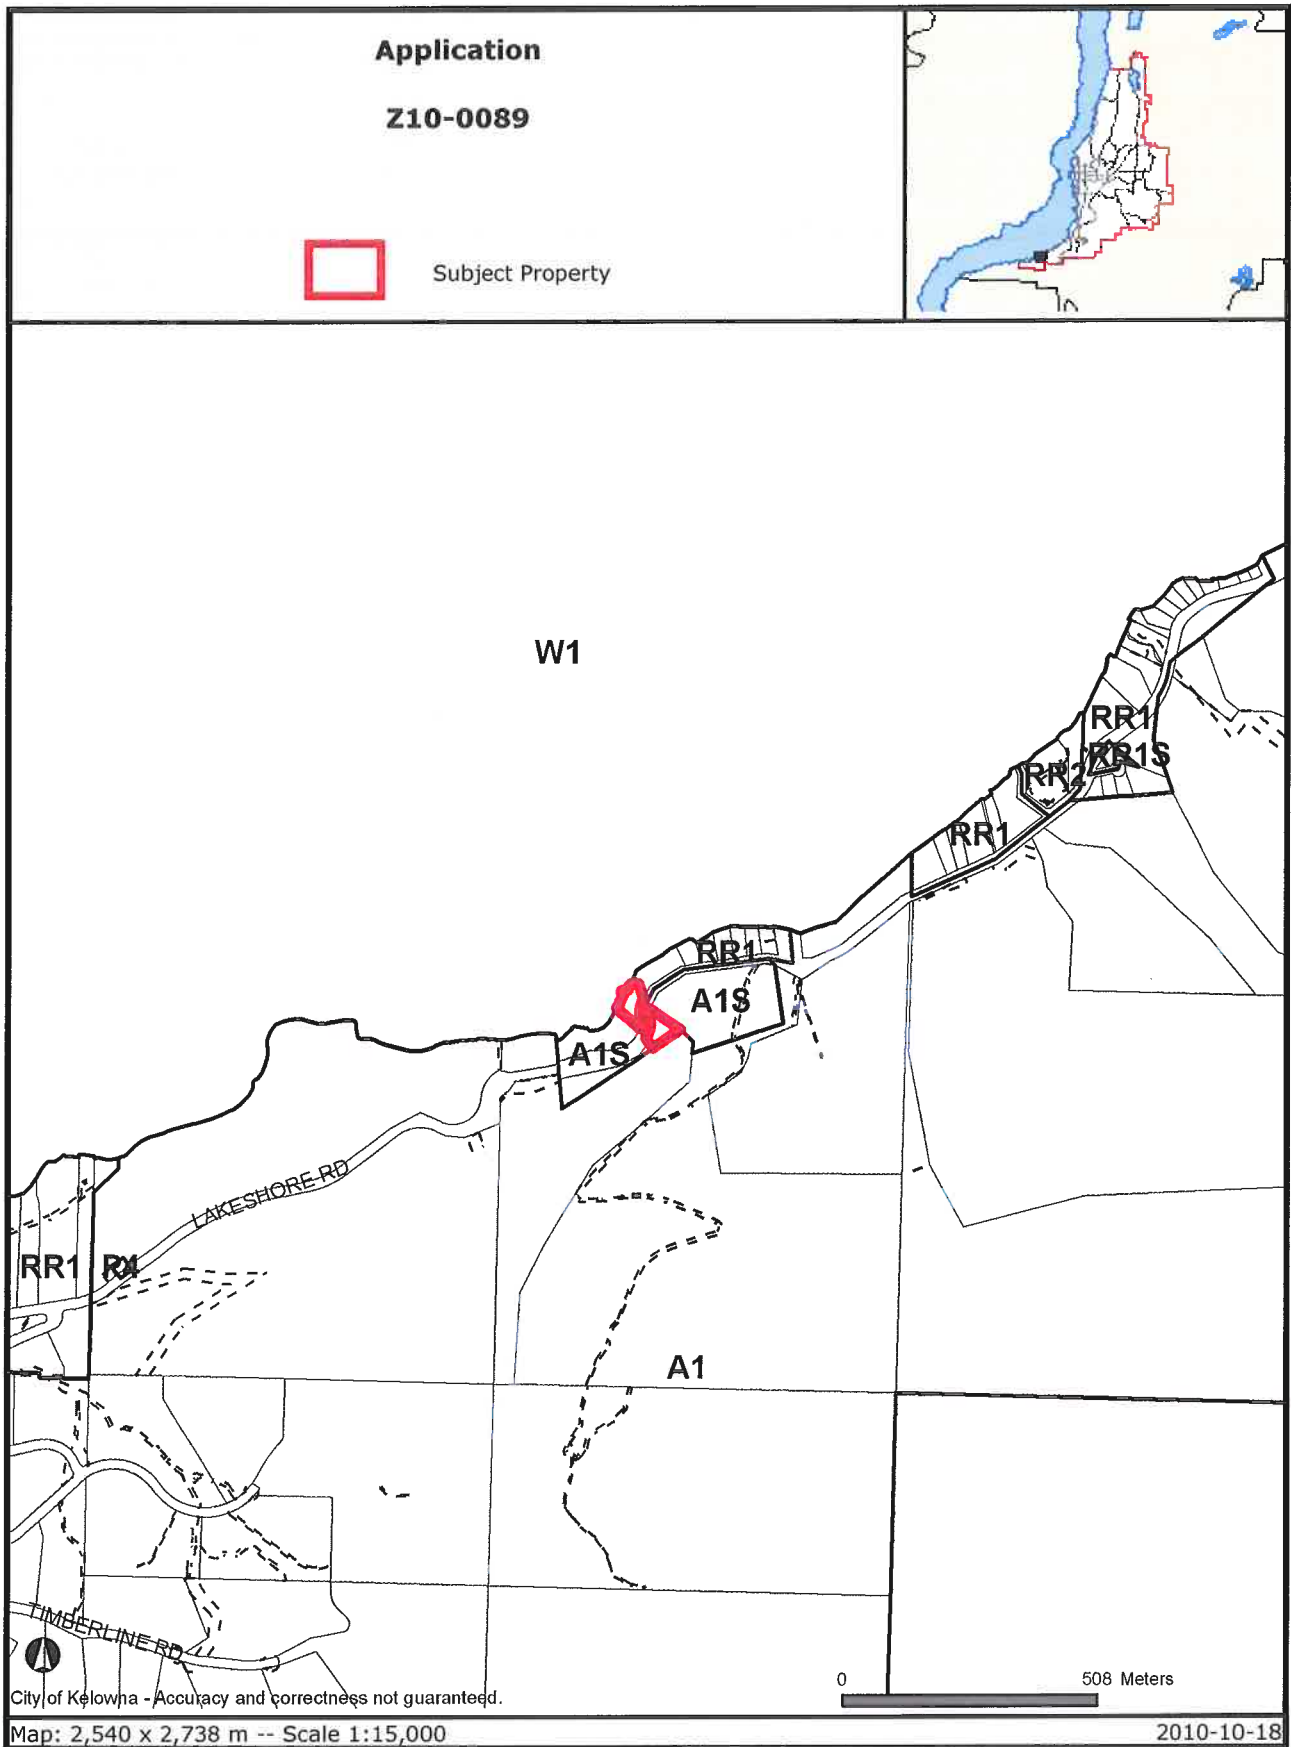 Application
Z10-0089
Subject Property
W1
RR1
RR1S
RR2
RR1
RR1
A1S
A1S
LAKESHORE RD
RR1
A1
TIMBERLINE RD
0 508 Meters
City of Kelowna - Accuracy and correctness not guaranteed.
Map: 2,540 x 2,738 m -- Scale 1:15,000
2010-10-18